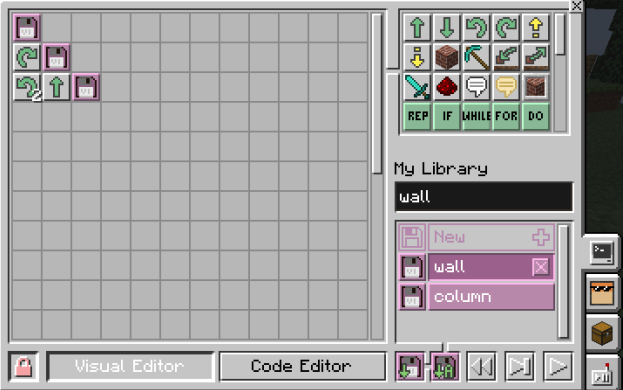 REP IF WHILE FOR DO
My Library
wall
New
wall
column
Visual Editor Code Editor